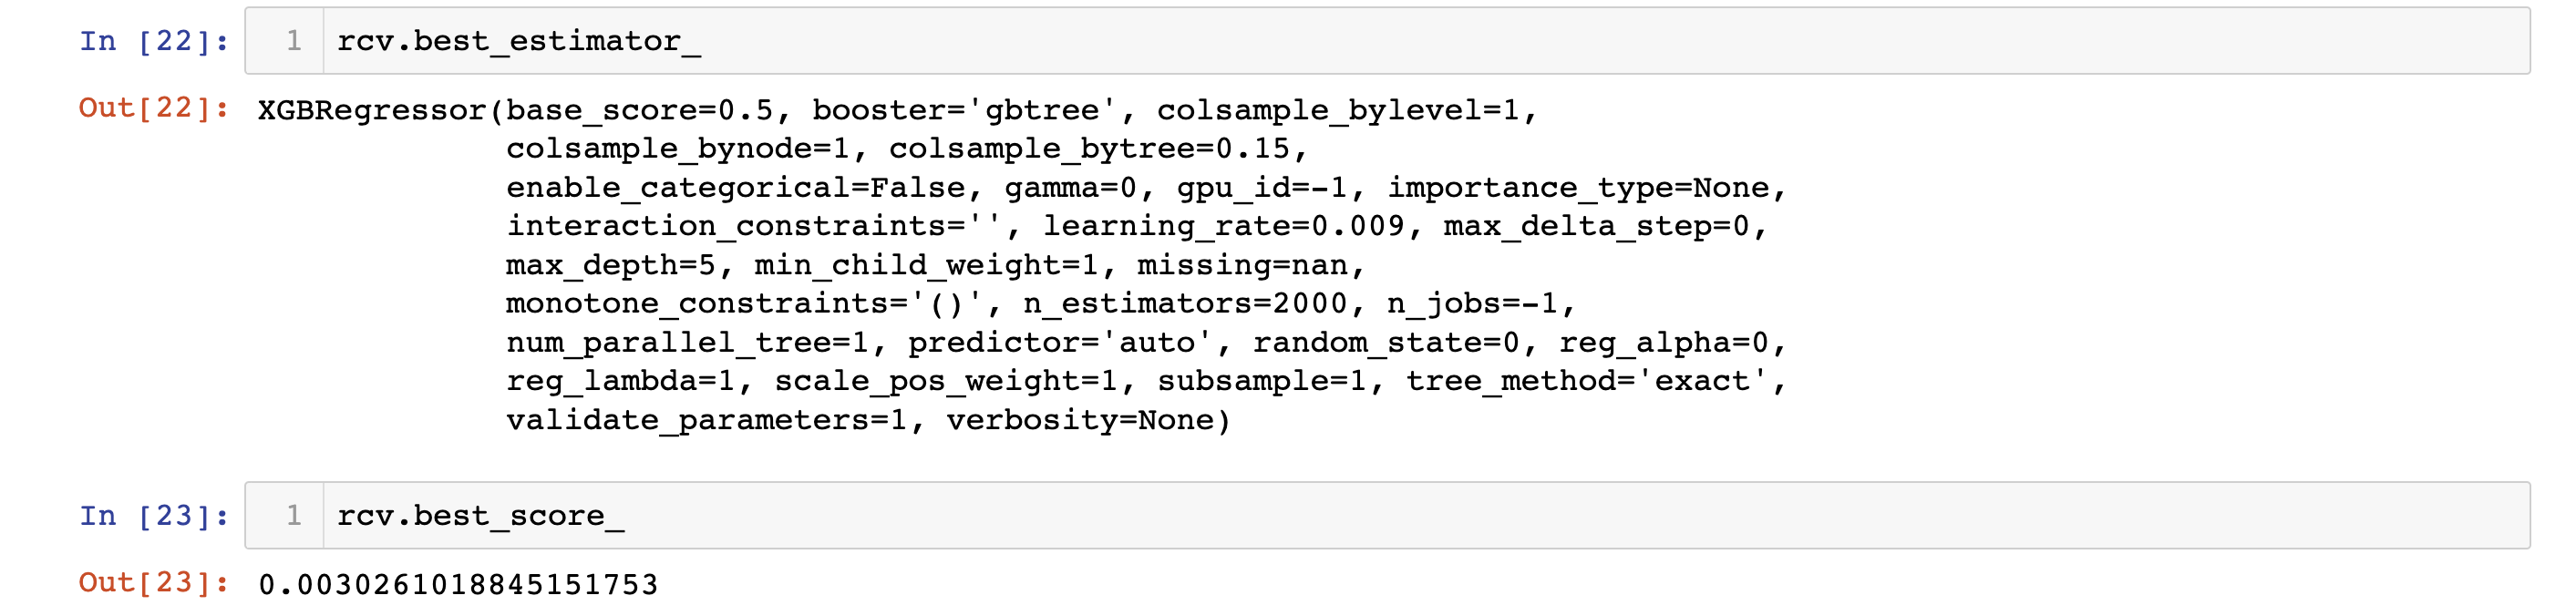 In [22]: 1 rcv.best_estimator_
Out[22]: XGBRegressor(base_score=0.5, booster='gbtree', colsample_bylevel=1,
colsample_bynode=1, colsample_bytree=0.15,
enable_categorical=False, gamma=0, gpu_id=-1, importance_type=None,
interaction_constraints='', learning_rate=0.009, max_delta_step=0,
max_depth=5, min_child_weight=1, missing=nan,
monotone_constraints='()', n_estimators=2000, n_jobs=-1,
num_parallel_tree=1, predictor='auto', random_state=0, reg_alpha=0,
reg_lambda=1, scale_pos_weight=1, subsample=1, tree_method='exact',
validate_parameters=1, verbosity=None)
In [23]: 1 rcv.best_score_
Out[23]: 0.0030261018845151753